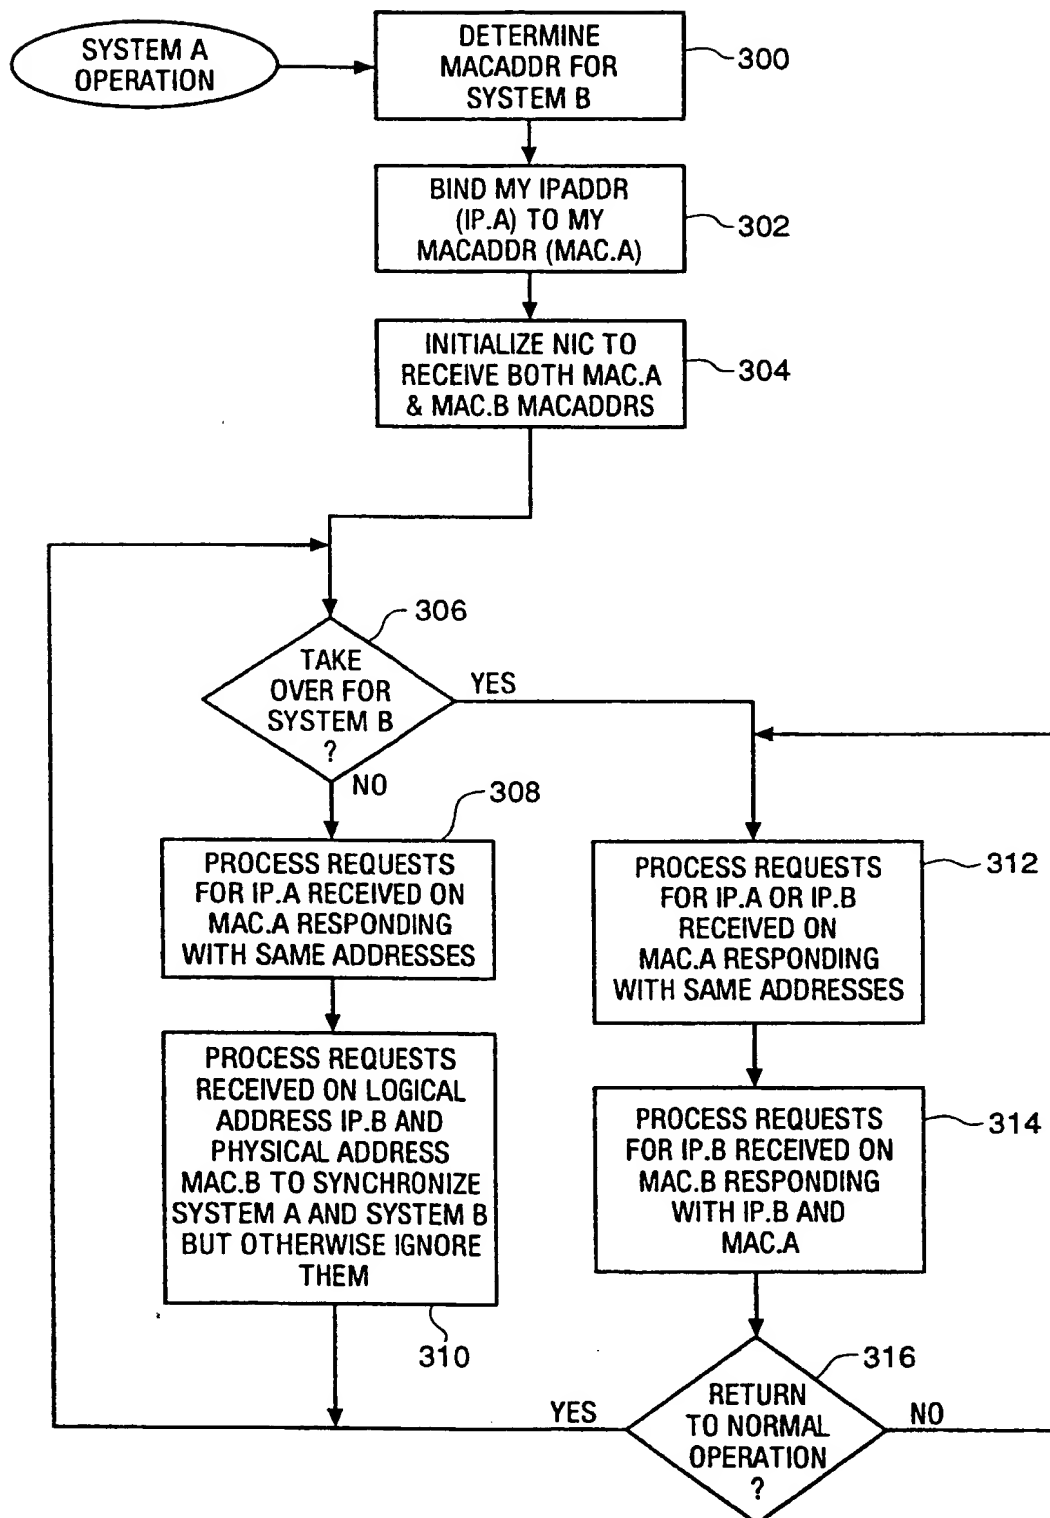 SYSTEM A
OPERATION
DETERMINE
MACADDR FOR
SYSTEM B
300
BIND MY IPADDR
(IP.A) TO MY
MACADDR (MAC.A)
302
INITIALIZE NIC TO
RECEIVE BOTH MAC.A
& MAC.B MACADDRS
304
306
TAKE
OVER FOR
SYSTEM B
?
YES
NO
308
PROCESS REQUESTS
FOR IP.A RECEIVED ON
MAC.A RESPONDING
WITH SAME ADDRESSES
PROCESS REQUESTS
RECEIVED ON LOGICAL
ADDRESS IP.B AND
PHYSICAL ADDRESS
MAC.B TO SYNCHRONIZE
SYSTEM A AND SYSTEM B
BUT OTHERWISE IGNORE
THEM
310
PROCESS REQUESTS
FOR IP.A OR IP.B
RECEIVED ON
MAC.A RESPONDING
WITH SAME ADDRESSES
312
PROCESS REQUESTS
FOR IP.B RECEIVED ON
MAC.B RESPONDING
WITH IP.B AND
MAC.A
314
316
RETURN
TO NORMAL
OPERATION
?
YES
NO